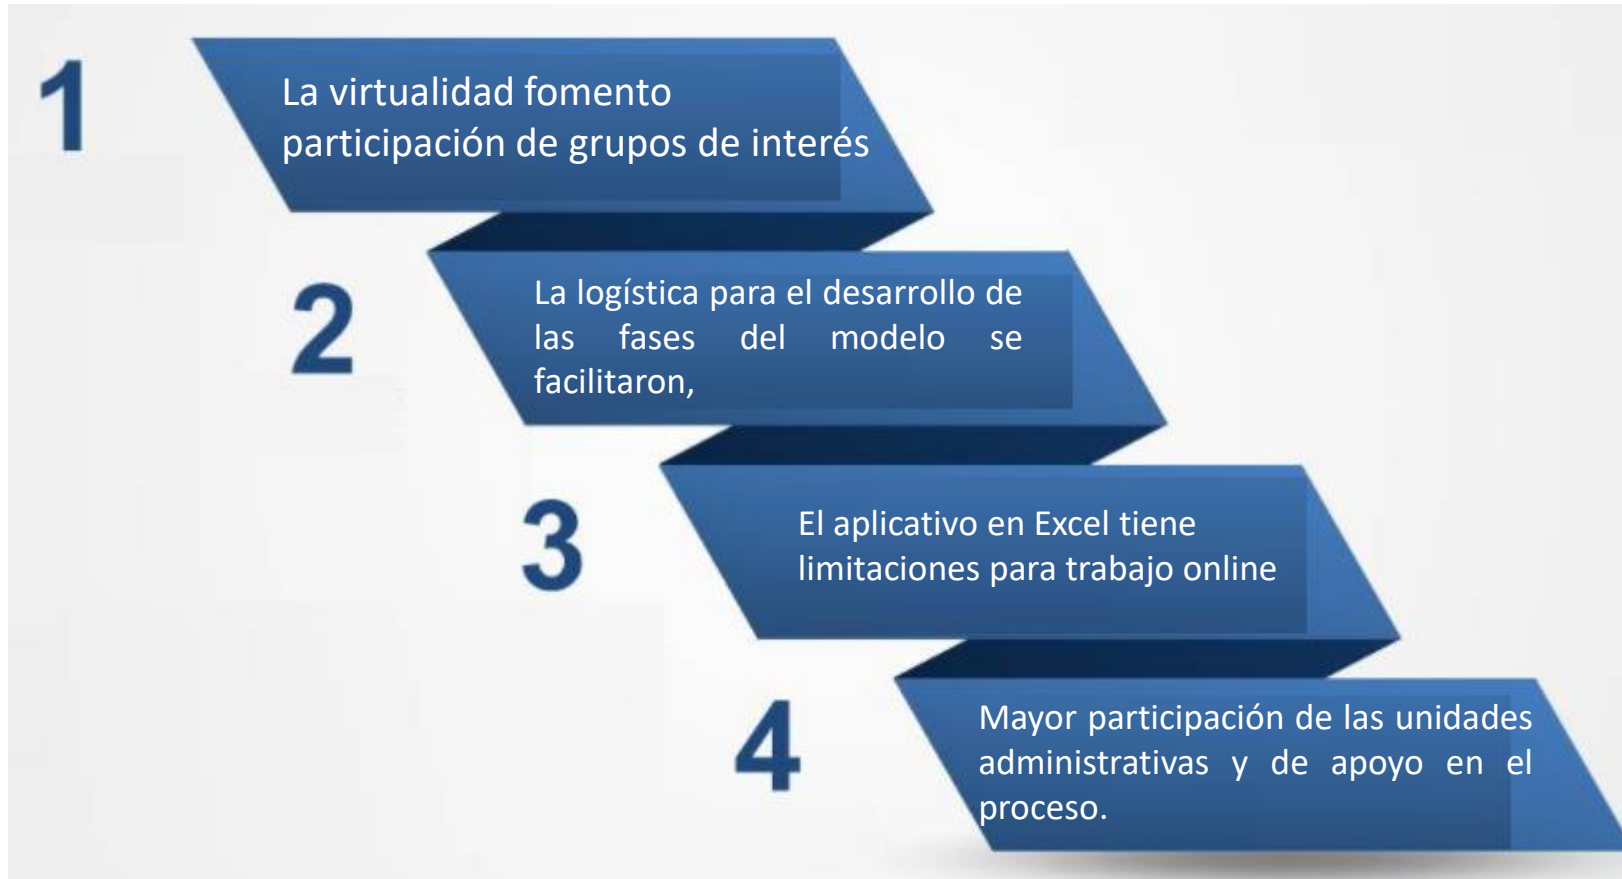 1
La virtualidad fomento
participación de grupos de interés
2
La logística para el desarrollo de
las fases del modelo se
facilitaron,
3
El aplicativo en Excel tiene
limitaciones para trabajo online
4
Mayor participación de las unidades
administrativas y de apoyo en el
proceso.